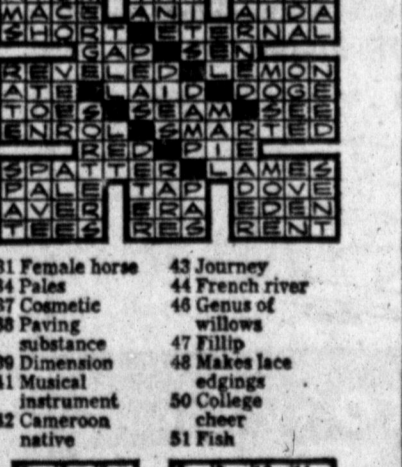 MACE ANI AIDA
SHORT ETERNAL
GAP SEN
REVELED LEMON
ATE LAID DOGE
TOES SEAM SEE
ENROL SMARTED
RED PIE
SPATTER LAMES
PALE TAP DOVE
AVER ERA EDEN
TEES RES RENT
31 Female horse
34 Pales
37 Cosmetic
38 Paving
substance
39 Dimension
41 Musical
instrument
42 Cameroon
native
43 Journey
44 French river
46 Genus of
willows
47 Fillip
48 Makes lace
edgings
50 College
cheer
51 Fish